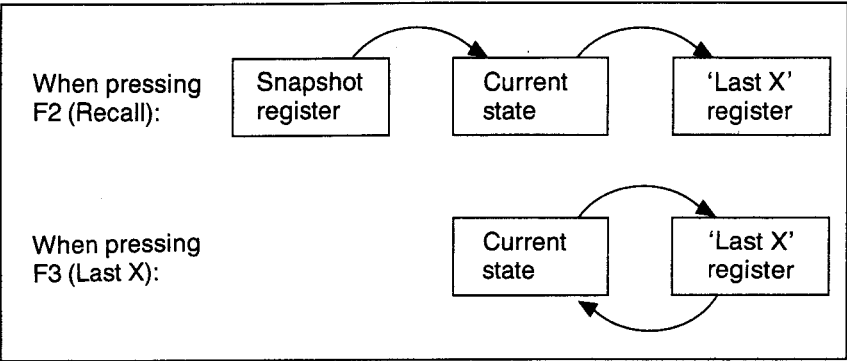 When pressing
F2 (Recall):
Snapshot
register
Current
state
‘Last X’
register
When pressing
F3 (Last X):
Current
state
‘Last X’
register